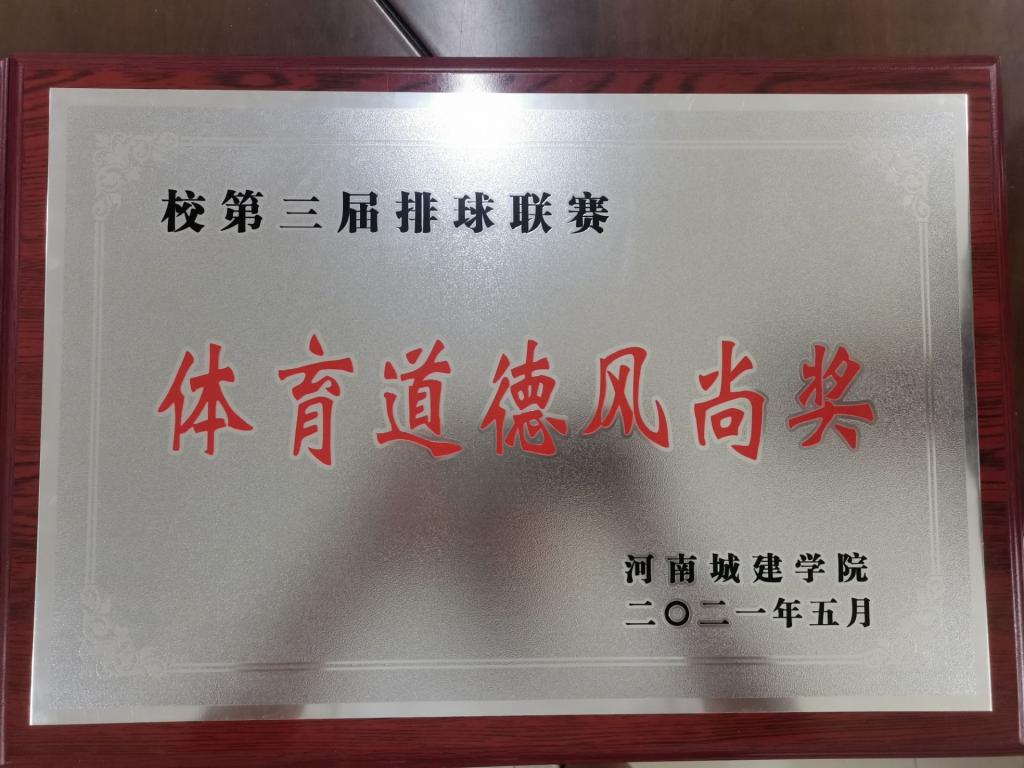 校第三届排球联赛
体育道德风尚奖
河南城建学院
二〇二一年五月